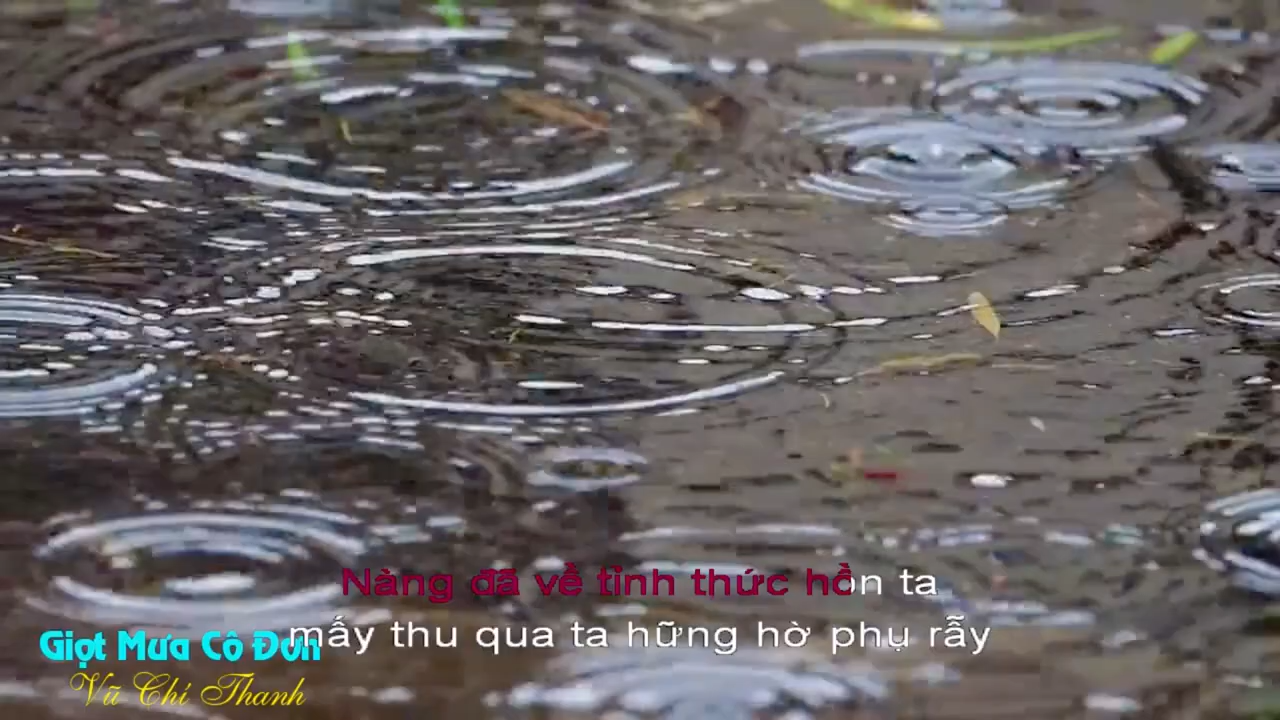 Nàng đã về tỉnh thức hồn ta
mấy thu qua ta hững hờ phụ rẫy
Giọt Mưa Cô Đơn
Vũ Chí Thanh